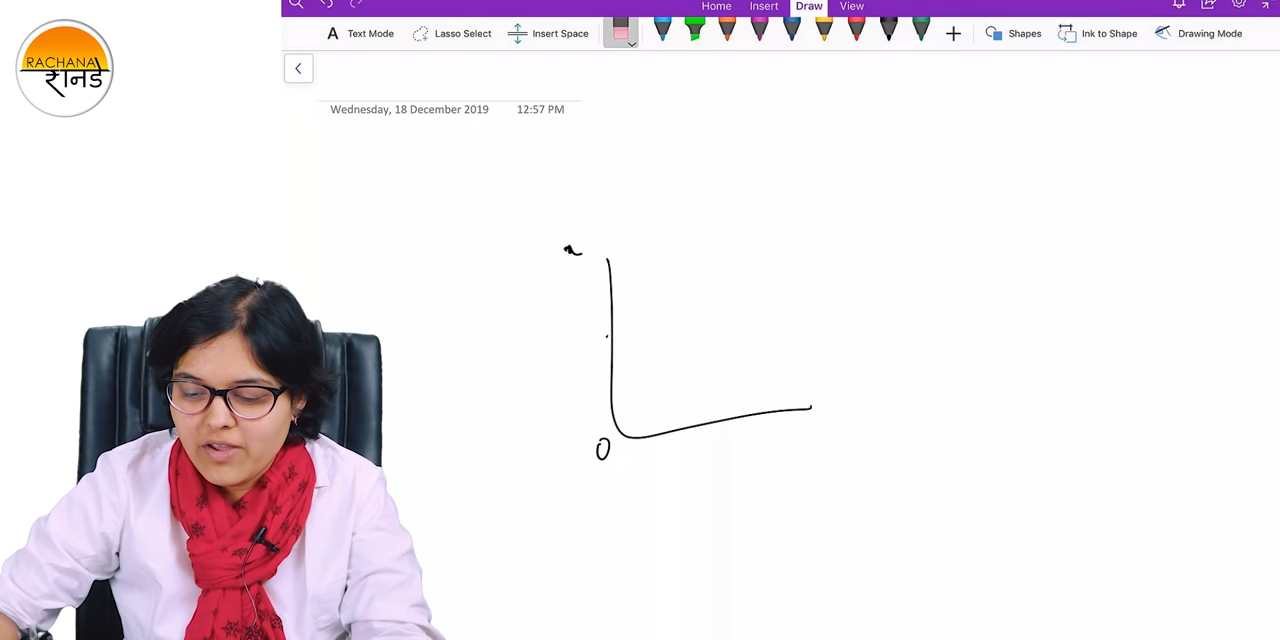 Home Insert Draw View
Text Mode Lasso Select Insert Space Shapes Ink to Shape Drawing Mode
RACHANA
रानडे
Wednesday, 18 December 2019 12:57 PM
0